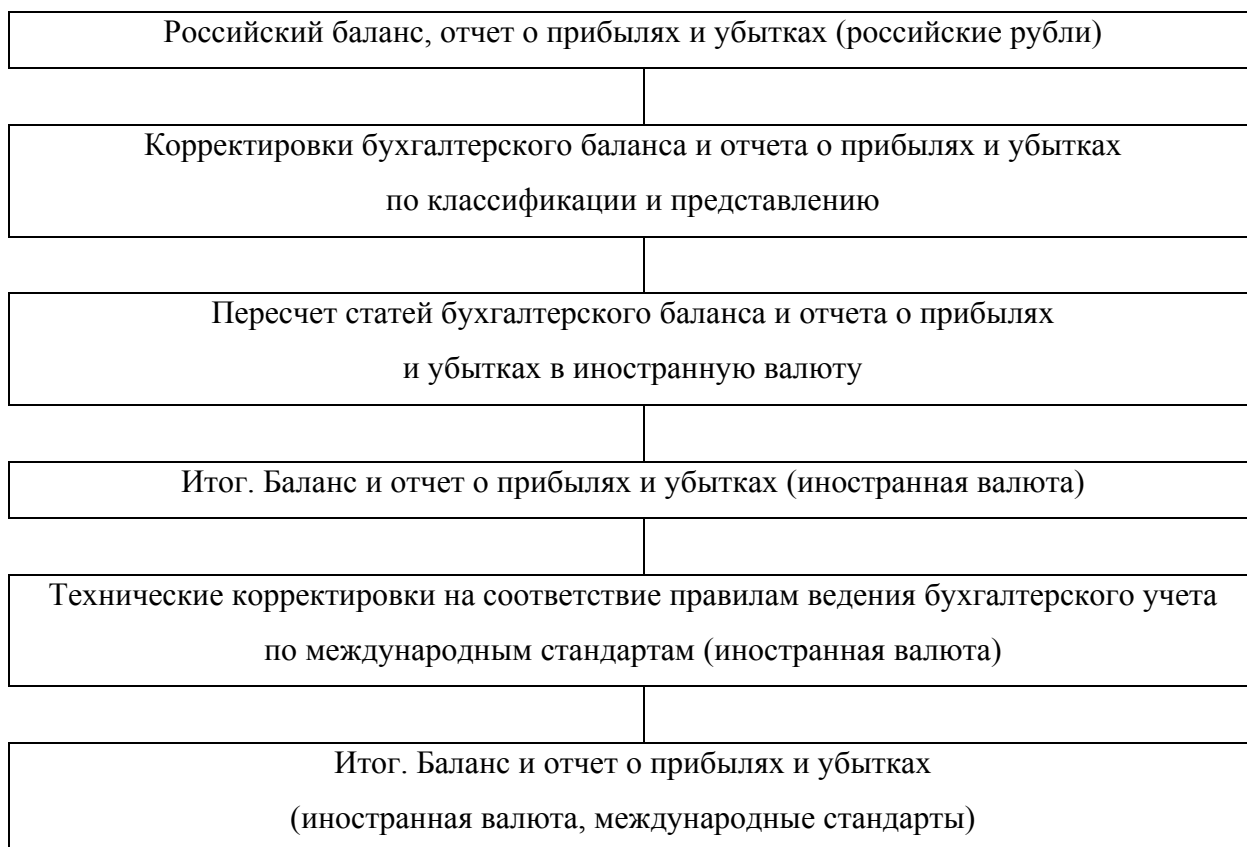 Российский баланс, отчет о прибылях и убытках (российские рубли)
Корректировки бухгалтерского баланса и отчета о прибылях и убытках
по классификации и представлению
Пересчет статей бухгалтерского баланса и отчета о прибылях
и убытках в иностранную валюту
Итог. Баланс и отчет о прибылях и убытках (иностранная валюта)
Технические корректировки на соответствие правилам ведения бухгалтерского учета
по международным стандартам (иностранная валюта)
Итог. Баланс и отчет о прибылях и убытках
(иностранная валюта, международные стандарты)